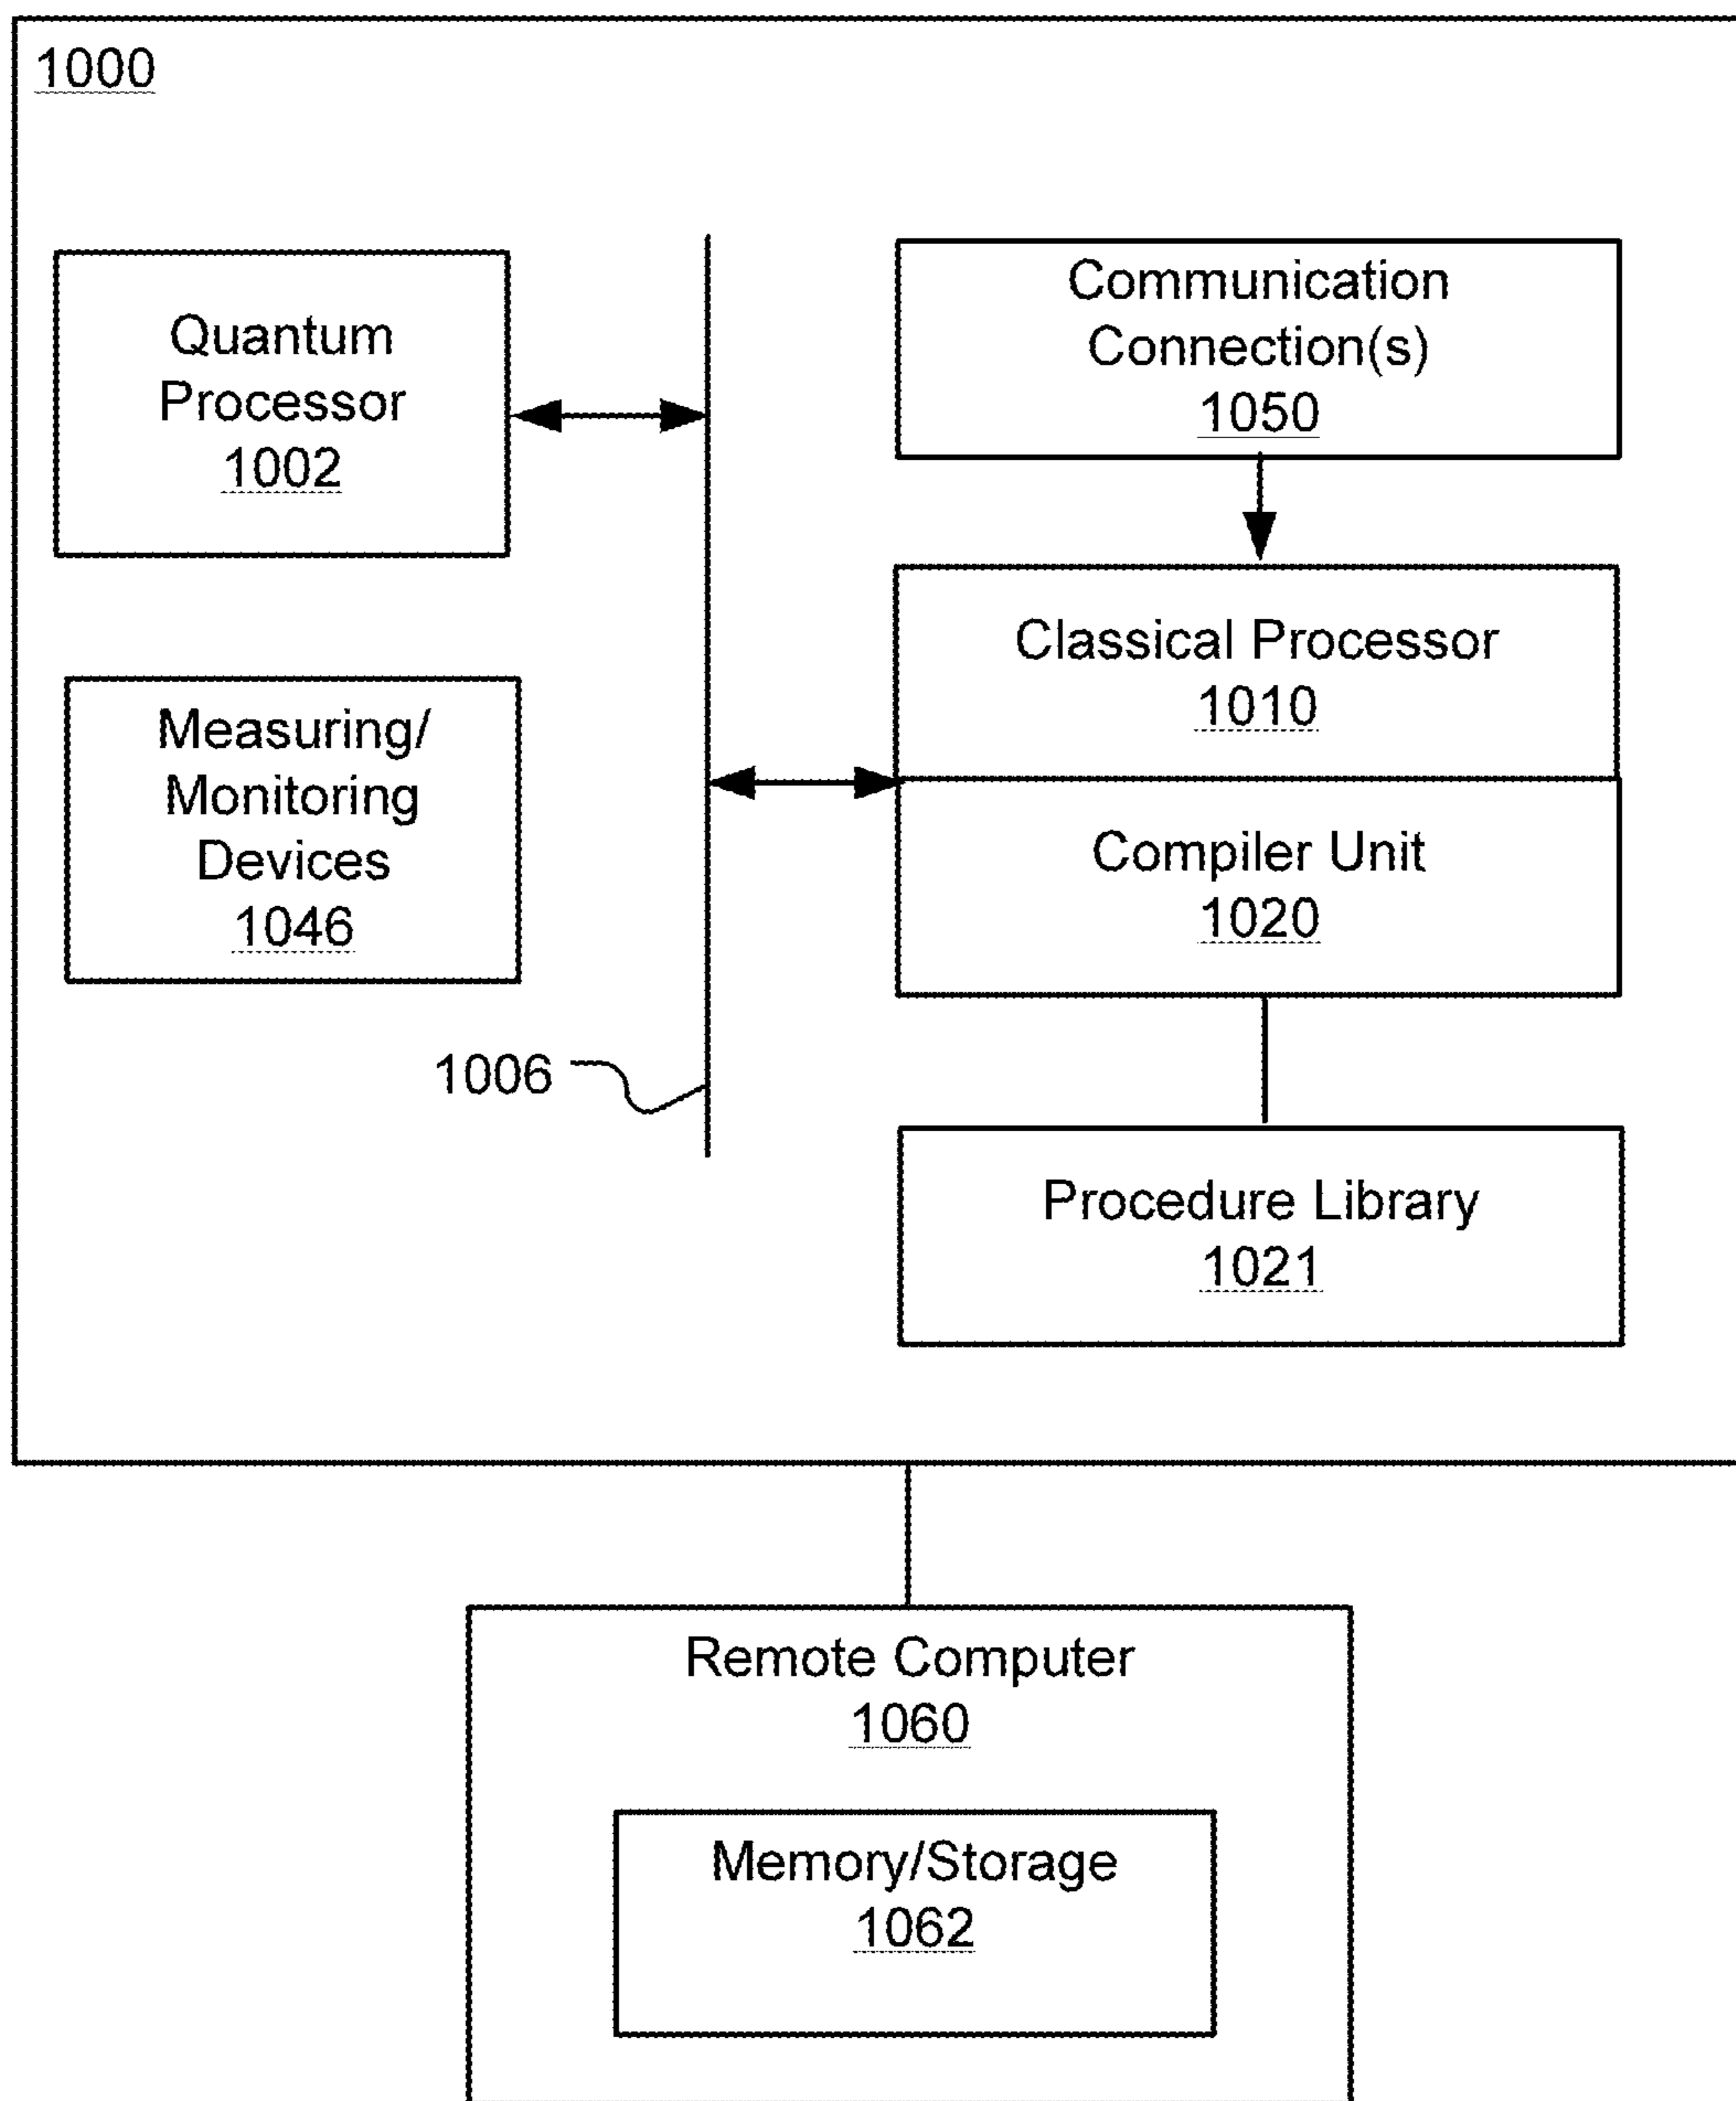 1000
Quantum
Processor
1002
Communication
Connection(s)
1050
Classical Processor
1010
Measuring/
Monitoring
Devices
1046
Compiler Unit
1020
1006
Procedure Library
1021
Remote Computer
1060
Memory/Storage
1062